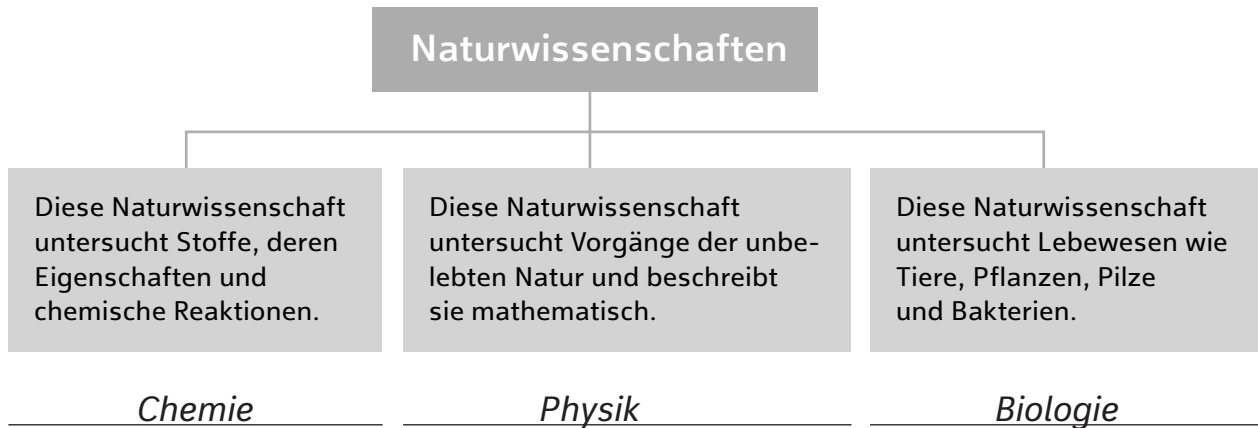 Naturwissenschaften
Diese Naturwissenschaft
untersucht Stoffe, deren
Eigenschaften und
chemische Reaktionen.
Diese Naturwissenschaft
untersucht Vorgänge der unbe-
lebten Natur und beschreibt
sie mathematisch.
Diese Naturwissenschaft
untersucht Lebewesen wie
Tiere, Pflanzen, Pilze
und Bakterien.
Chemie
Physik
Biologie